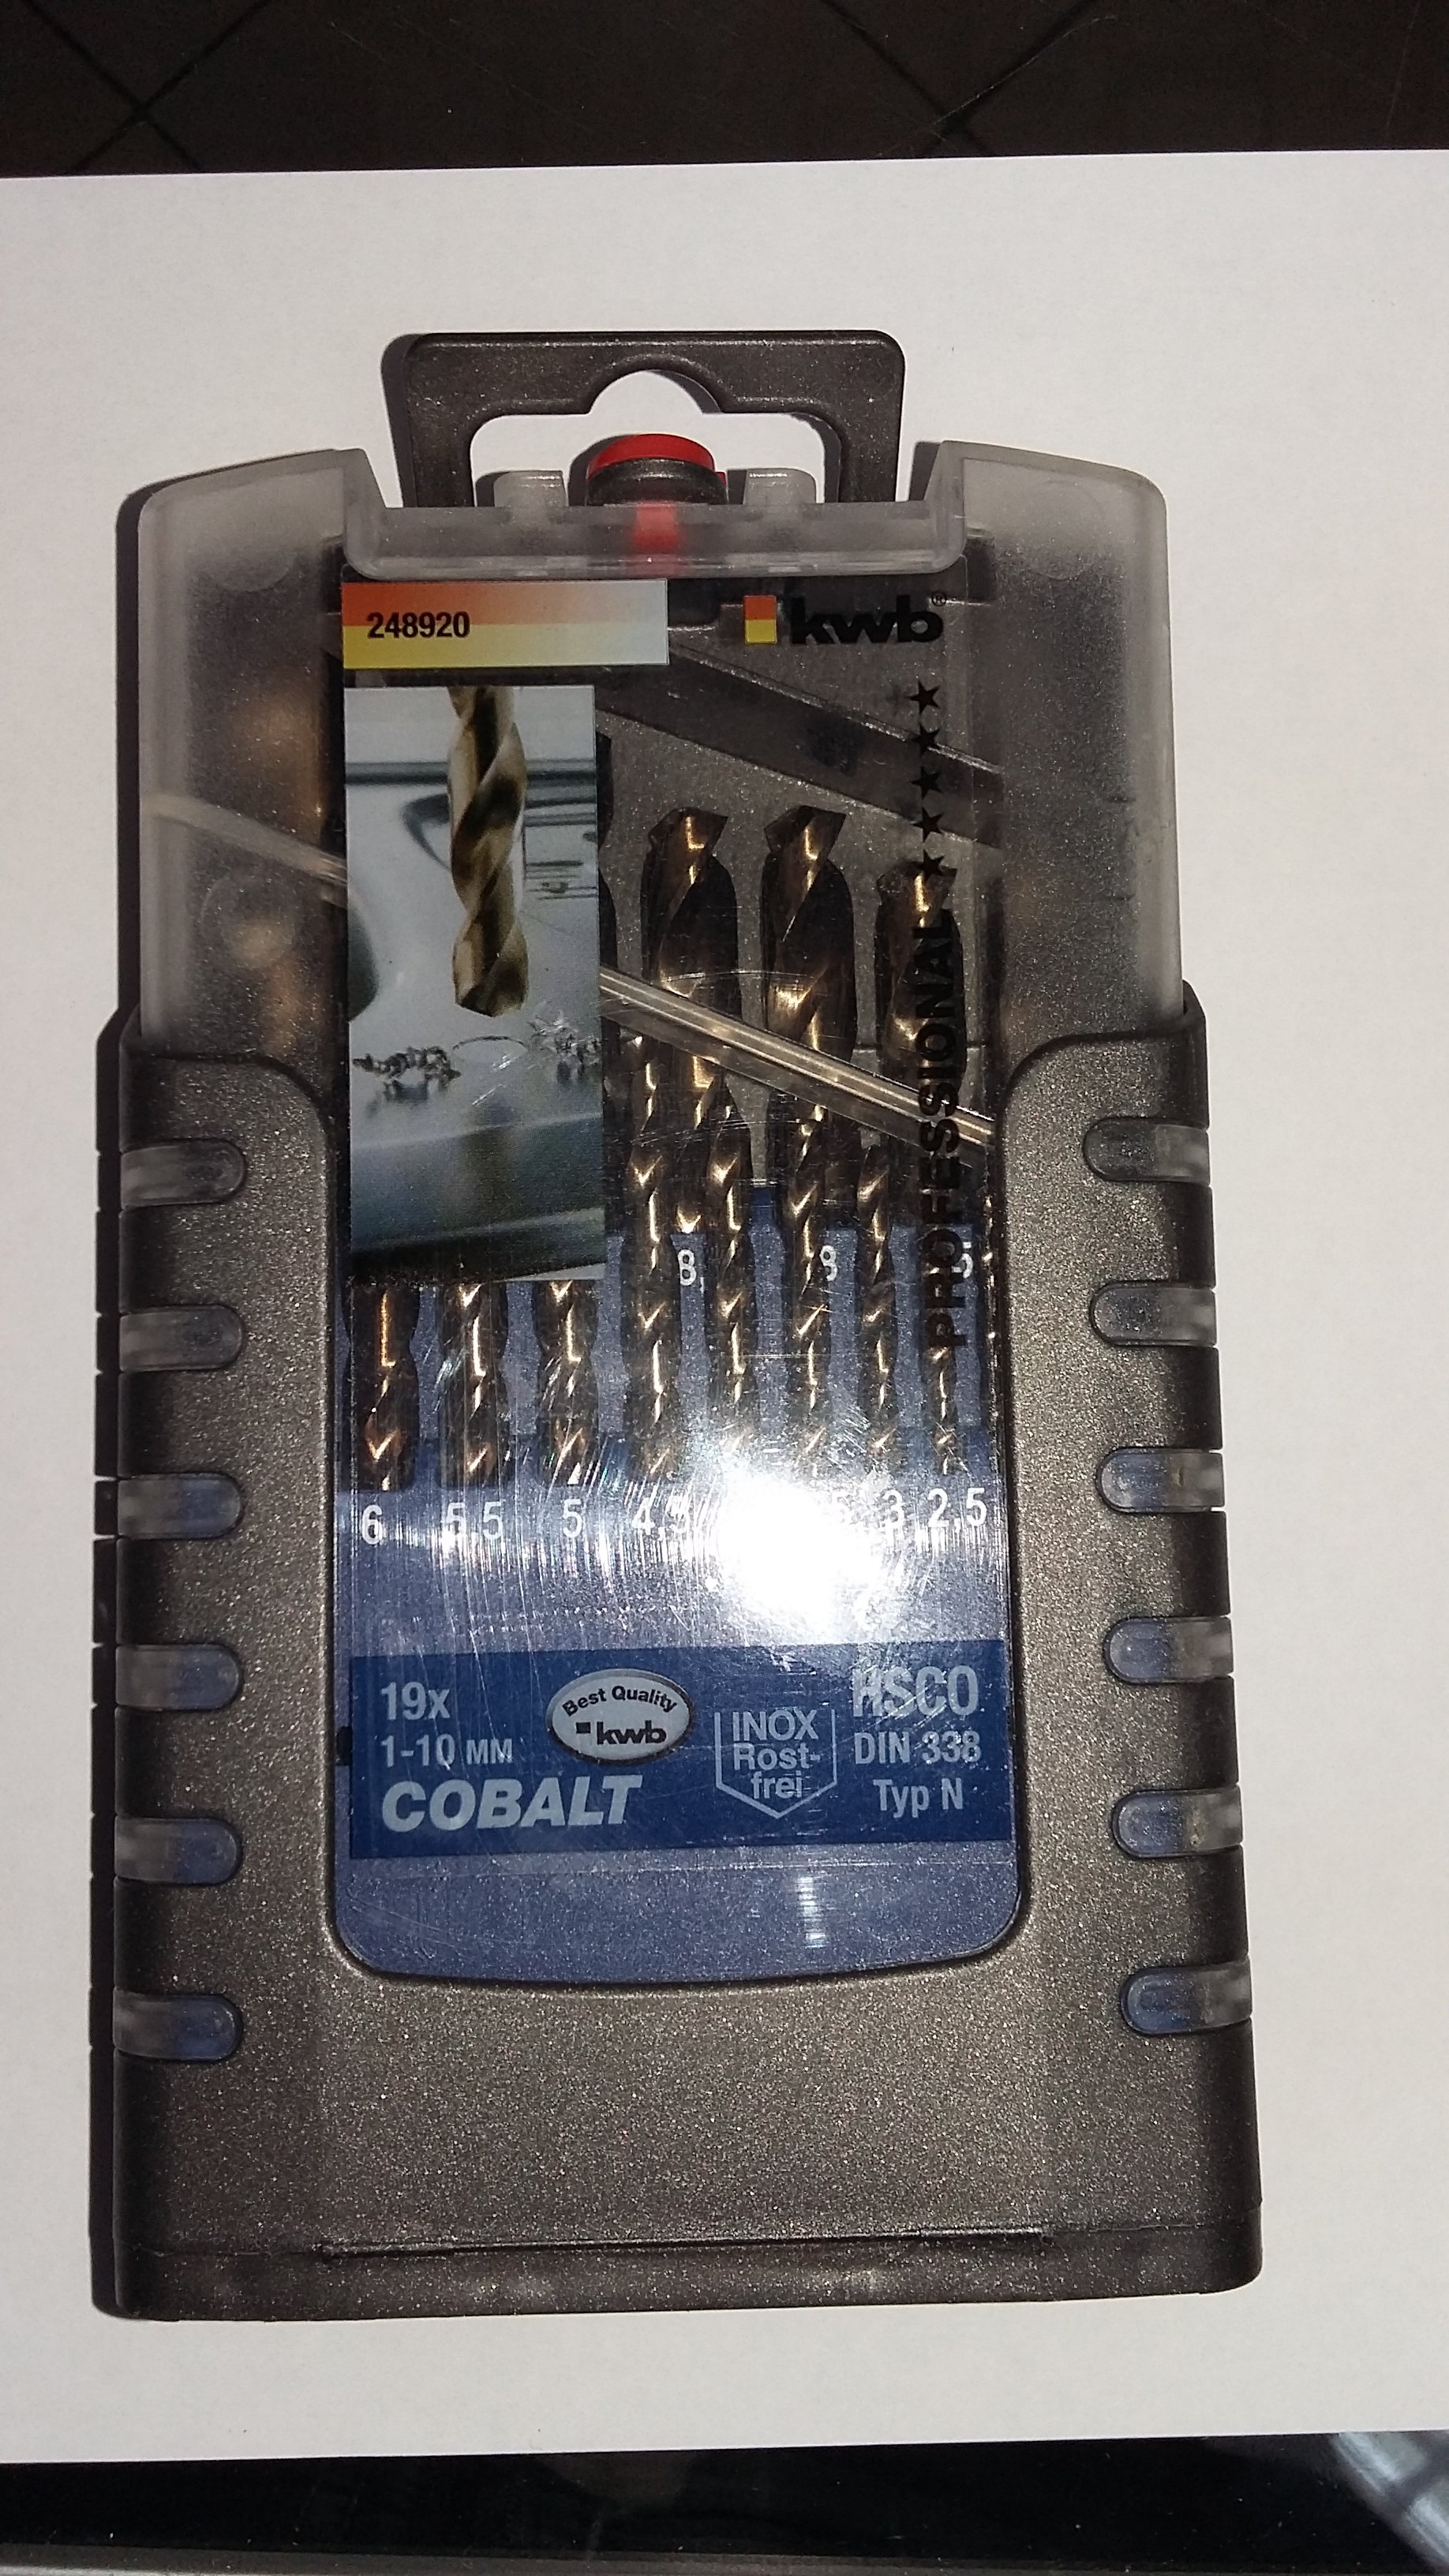 248920
kwb®
PROFESSIONAL ★★★★★
8,
8
6 5,5 5 4,5 3 2,5
19x
1-10 MM
COBALT
Best Quality
kwb
INOX
Rost-
frei
HSCO
DIN 338
Typ N